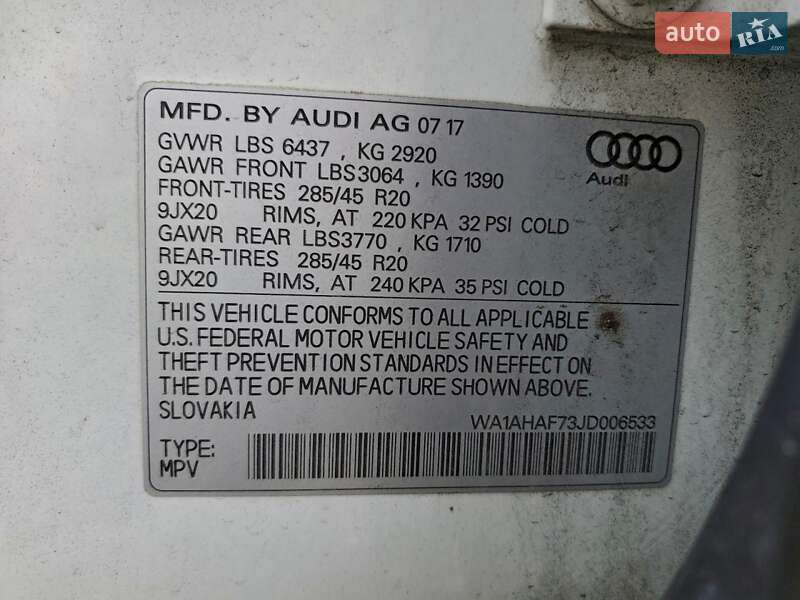 auto RIA .com
MFD. BY AUDI AG 07 17
GVWR LBS 6437 , KG 2920
GAWR FRONT LBS3064 , KG 1390
FRONT-TIRES 285/45 R20
9JX20 RIMS, AT 220 KPA 32 PSI COLD
GAWR REAR LBS3770 , KG 1710
REAR-TIRES 285/45 R20
9JX20 RIMS, AT 240 KPA 35 PSI COLD
Audi
THIS VEHICLE CONFORMS TO ALL APPLICABLE
U.S. FEDERAL MOTOR VEHICLE SAFETY AND
THEFT PREVENTION STANDARDS IN EFFECT ON
THE DATE OF MANUFACTURE SHOWN ABOVE.
SLOVAKIA
WA1AHAF73JD006533
TYPE:
MPV